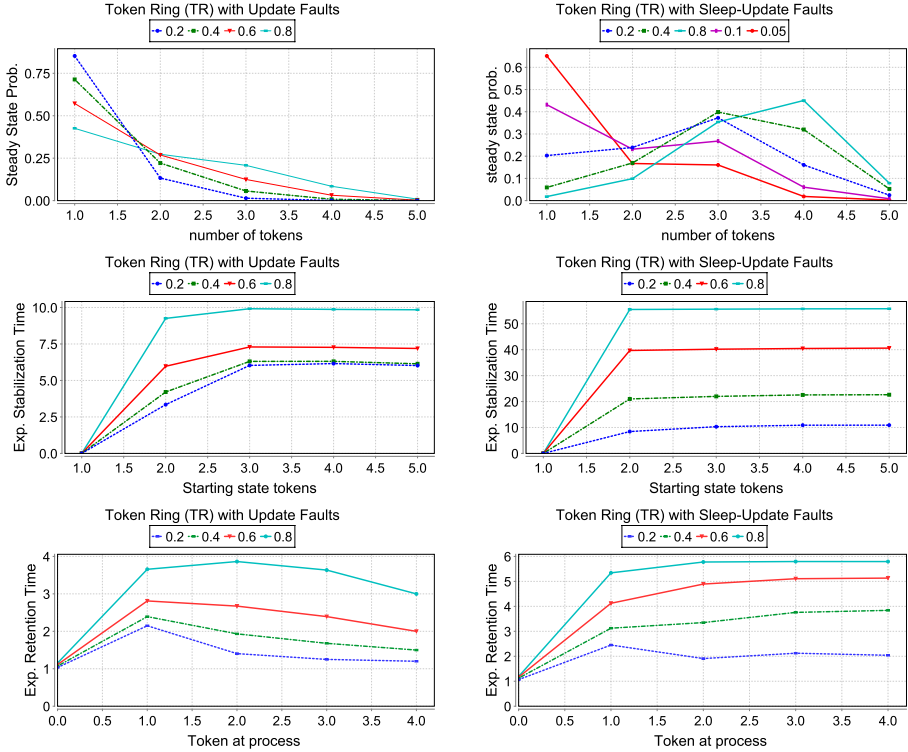 Token Ring (TR) with Update Faults
0.2 0.4 0.6 0.8
Steady State Prob.
0.75
0.50
0.25
0.00
1.0 1.5 2.0 2.5 3.0 3.5 4.0 4.5 5.0
number of tokens
Token Ring (TR) with Sleep-Update Faults
0.2 0.4 0.8 0.1 0.05
steady state prob.
0.6
0.5
0.4
0.3
0.2
0.1
0.0
1.0 1.5 2.0 2.5 3.0 3.5 4.0 4.5 5.0
number of tokens
Token Ring (TR) with Update Faults
0.2 0.4 0.6 0.8
Exp. Stabilization Time
10.0
7.5
5.0
2.5
0.0
1.0 1.5 2.0 2.5 3.0 3.5 4.0 4.5 5.0
Starting state tokens
Token Ring (TR) with Sleep-Update Faults
0.2 0.4 0.6 0.8
Exp. Stabilization Time
50
40
30
20
10
0
1.0 1.5 2.0 2.5 3.0 3.5 4.0 4.5 5.0
Starting state tokens
Token Ring (TR) with Update Faults
0.2 0.4 0.6 0.8
Exp. Retention Time
4
3
2
1
0
0.0 0.5 1.0 1.5 2.0 2.5 3.0 3.5 4.0
Token at process
Token Ring (TR) with Sleep-Update Faults
0.2 0.4 0.6 0.8
Exp. Retention Time
6
5
4
3
2
1
0
0.0 0.5 1.0 1.5 2.0 2.5 3.0 3.5 4.0
Token at process